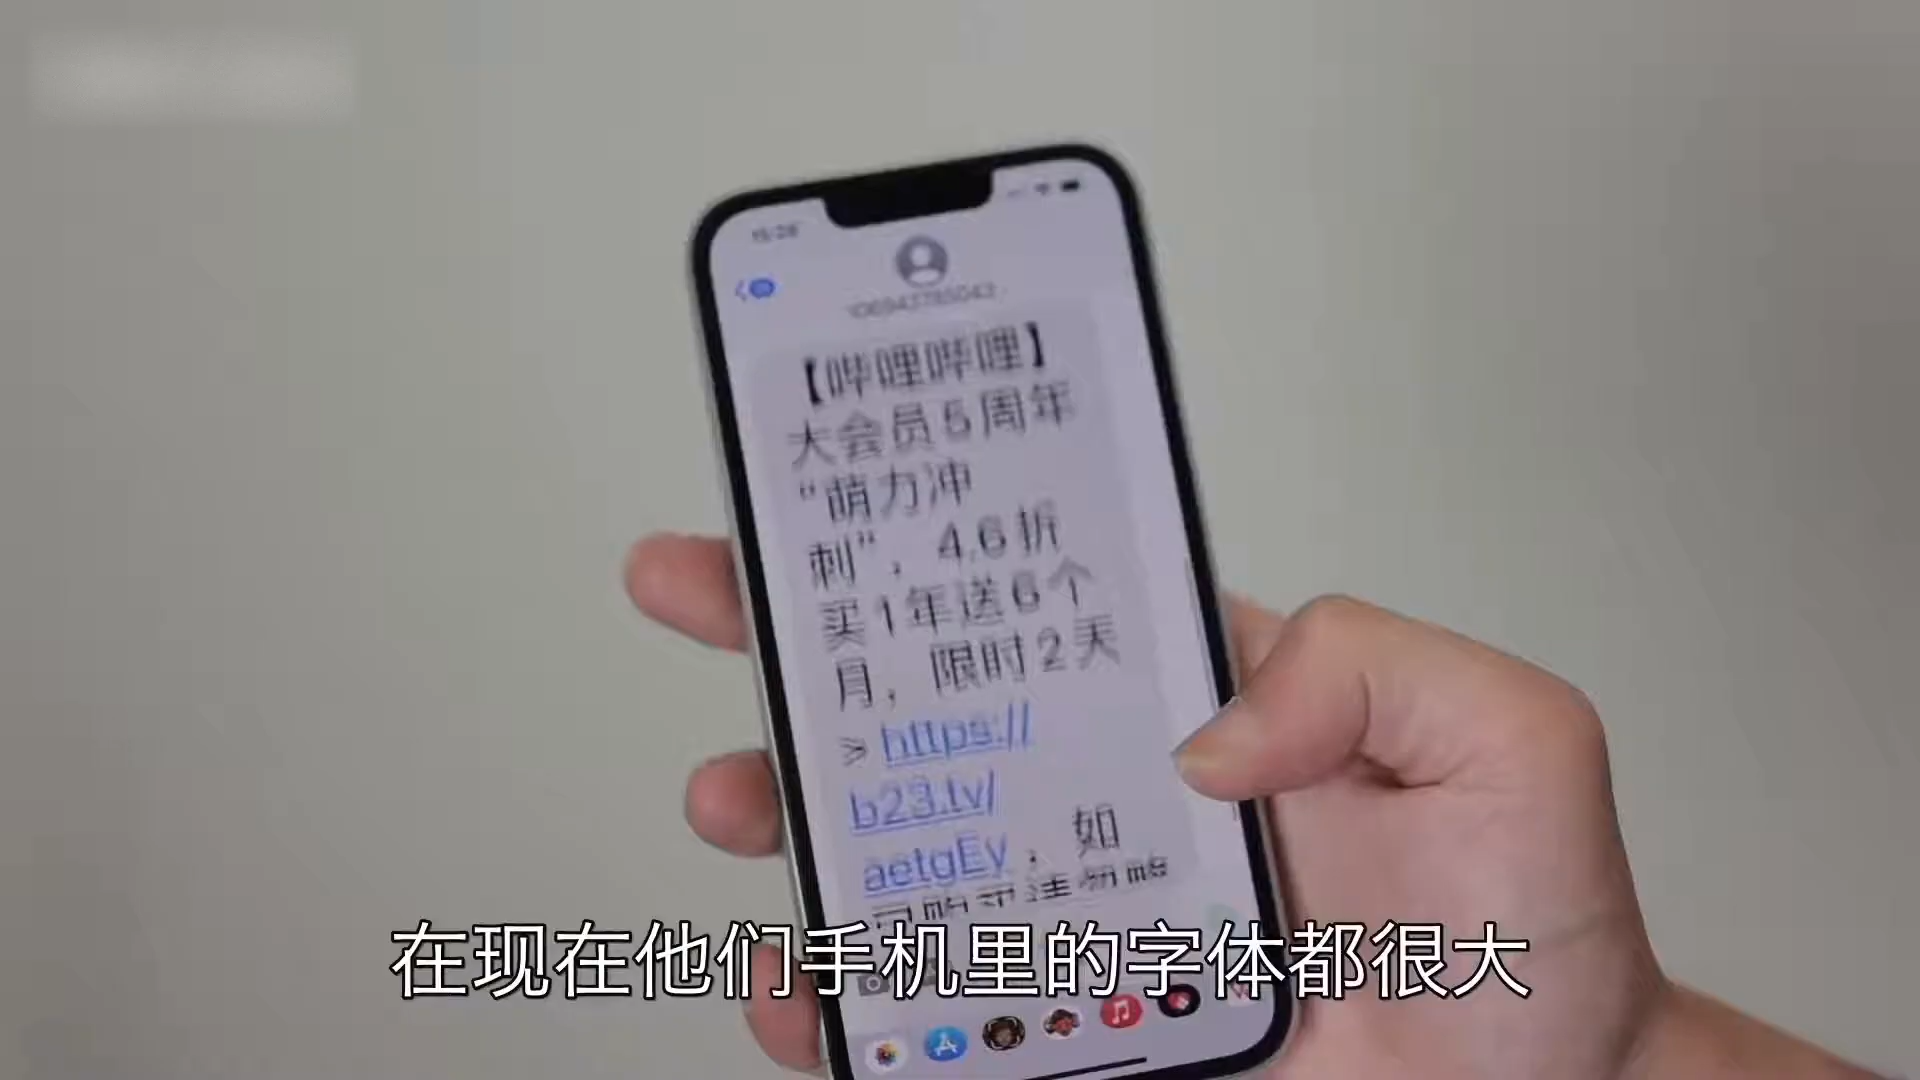 【哔哩哔哩】
大会员5周年
“萌力冲
刺”，4.6折
买1年送6个
月，限时2天
» https://
b23.tv/
aetgEy，如
在现在他们手机里的字体都很大